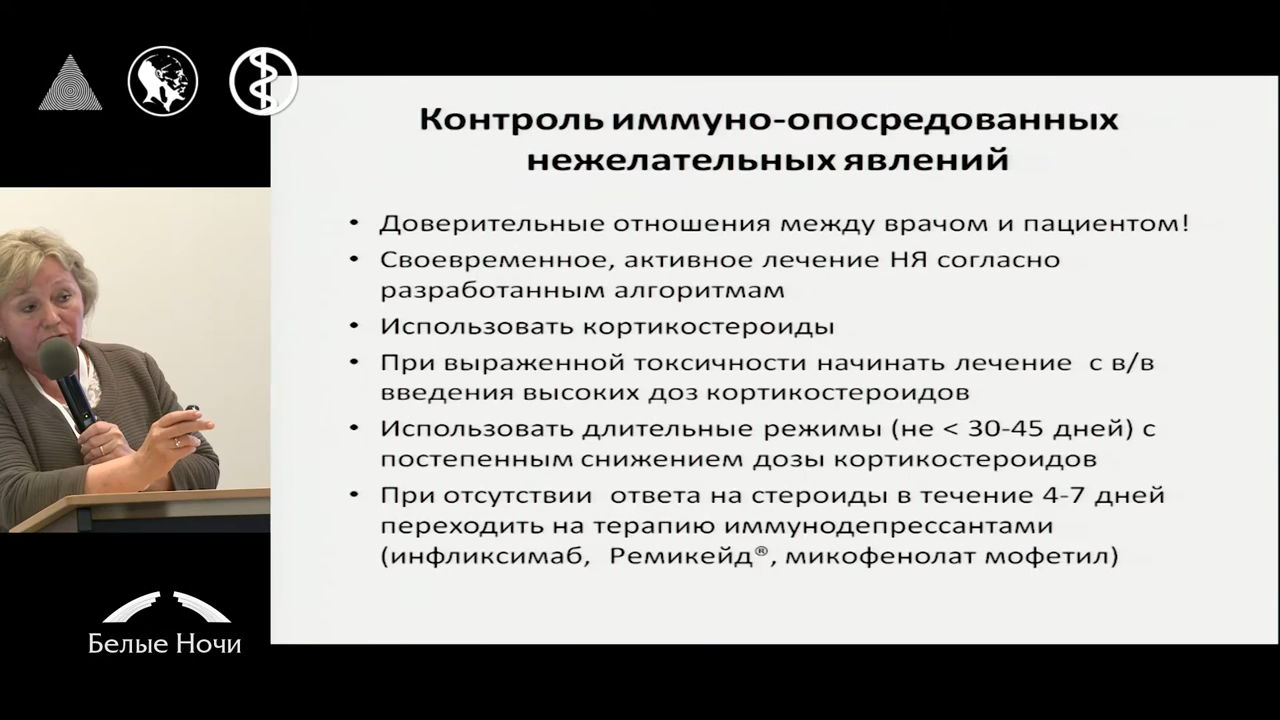 Контроль иммуно-опосредованных
нежелательных явлений
• Доверительные отношения между врачом и пациентом!
• Своевременное, активное лечение НЯ согласно
разработанным алгоритмам
• Использовать кортикостероиды
• При выраженной токсичности начинать лечение с в/в
введения высоких доз кортикостероидов
• Использовать длительные режимы (не < 30-45 дней) с
постепенным снижением дозы кортикостероидов
• При отсутствии ответа на стероиды в течение 4-7 дней
переходить на терапию иммунодепрессантами
(инфликсимаб, Ремикейд®, микофенолат мофетил)
Белые Ночи